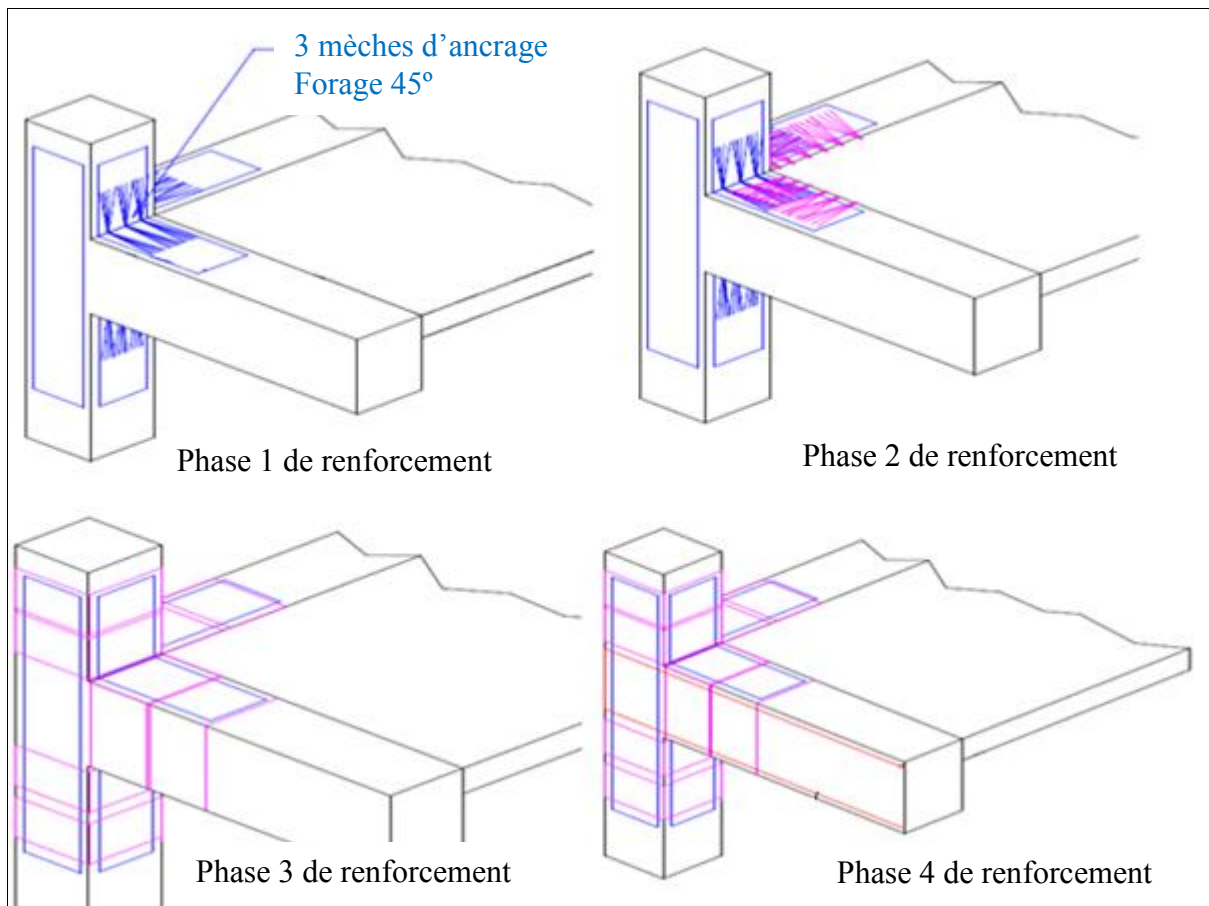 3 mèches d’ancrage
Forage 45º
Phase 1 de renforcement
Phase 2 de renforcement
Phase 3 de renforcement
Phase 4 de renforcement